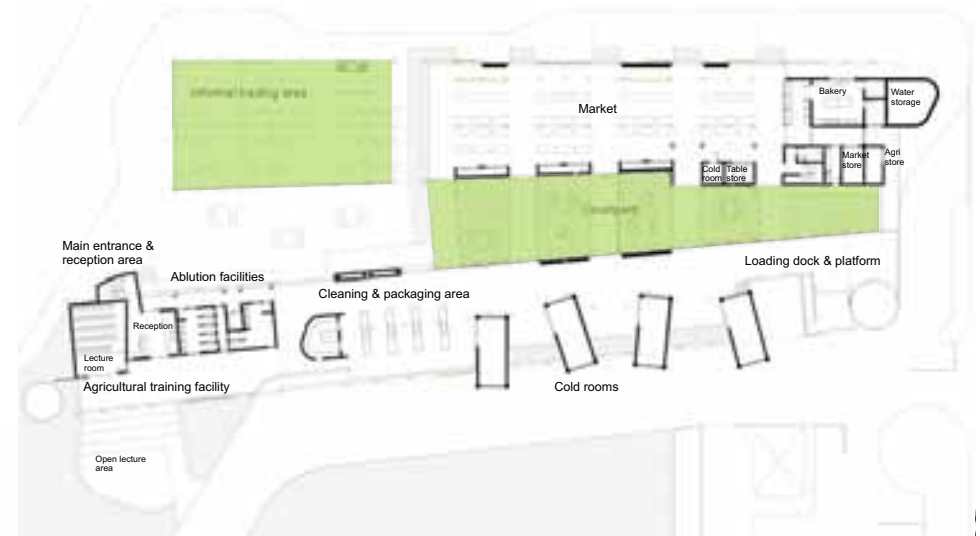 Informal trading area
Market
Bakery
Water
storage
Cold
room
Table
store
Market
store
Agri
store
Courtyard
Main entrance &
reception area
Ablution facilities
Loading dock & platform
Cleaning & packaging area
Reception
Lecture
room
Agricultural training facility
Cold rooms
Open lecture
area